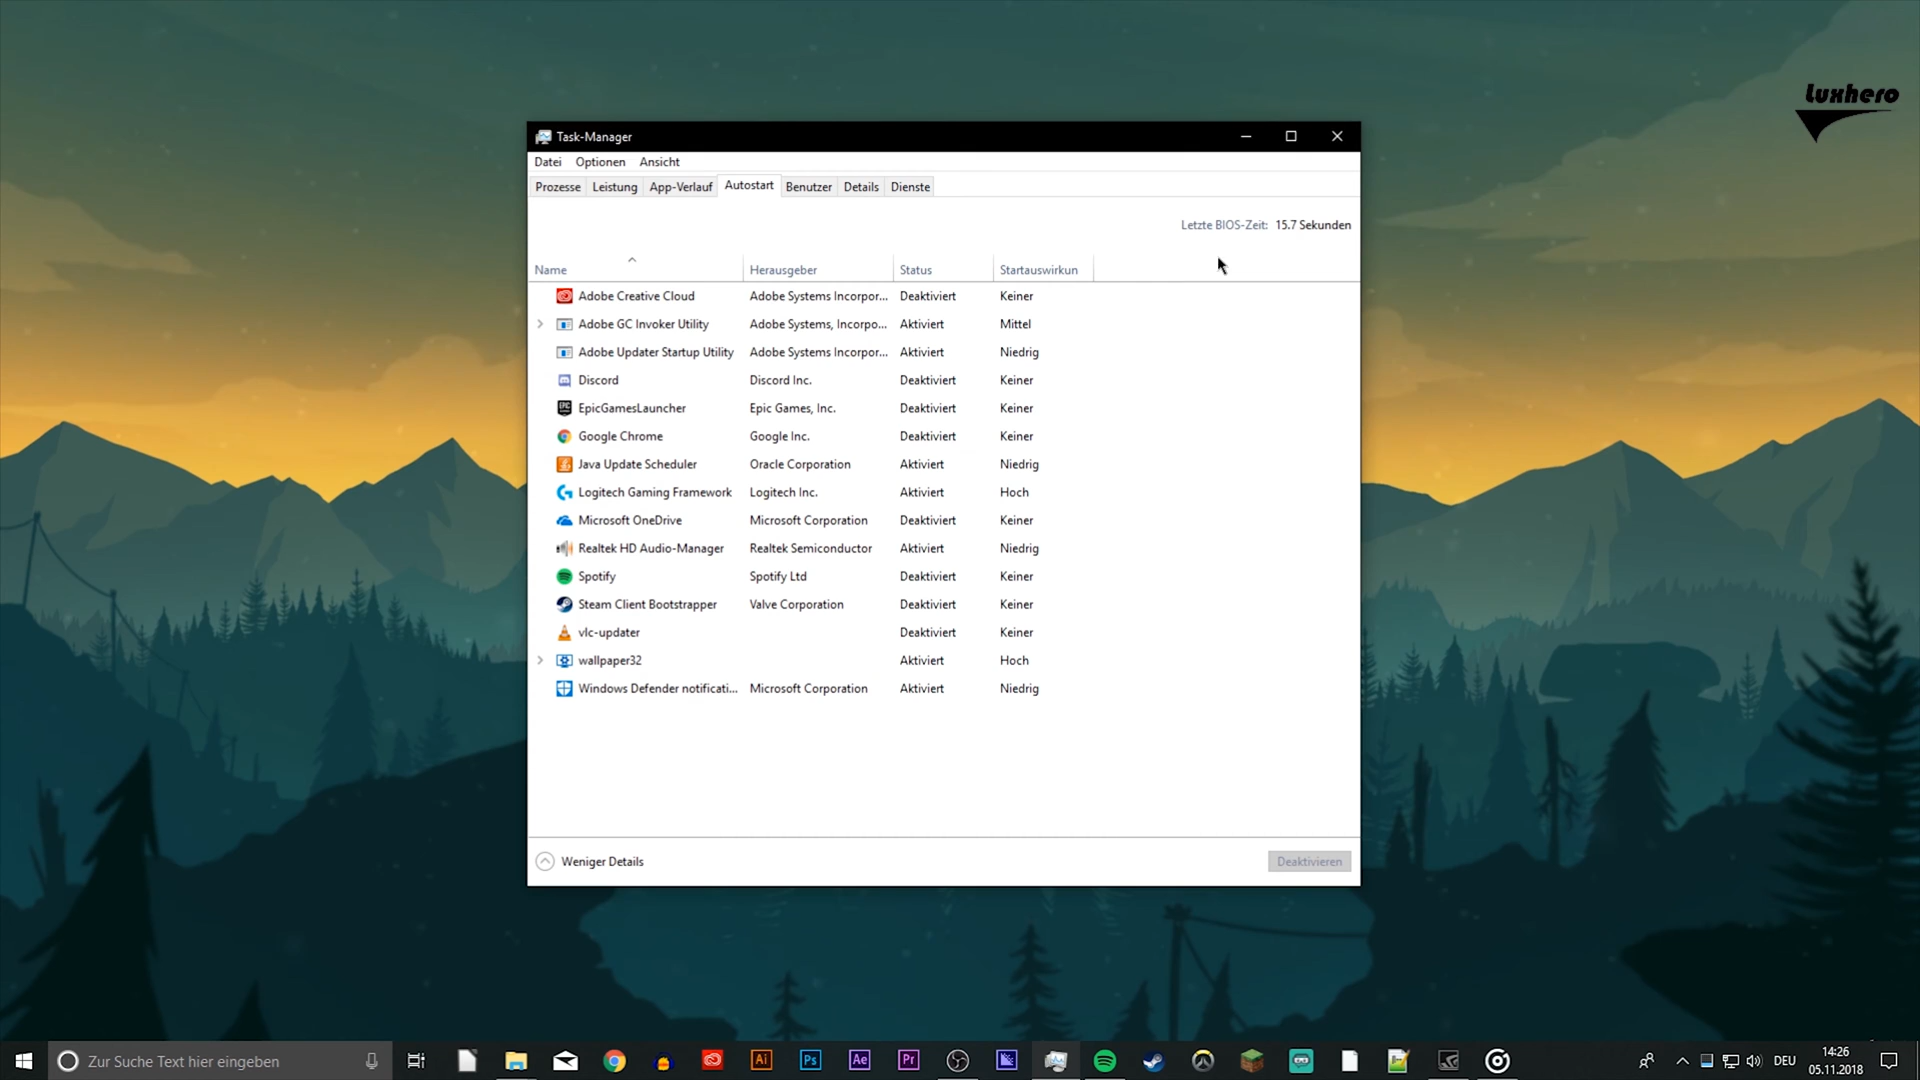 luxhero
Task-Manager
Datei Optionen Ansicht
Prozesse Leistung App-Verlauf Autostart Benutzer Details Dienste
Letzte BIOS-Zeit: 15.7 Sekunden
Name Herausgeber Status Startauswirkun
Adobe Creative Cloud Adobe Systems Incorpor... Deaktiviert Keiner
Adobe GC Invoker Utility Adobe Systems, Incorpo... Aktiviert Mittel
Adobe Updater Startup Utility Adobe Systems Incorpor... Aktiviert Niedrig
Discord Discord Inc. Deaktiviert Keiner
EPIC EpicGamesLauncher Epic Games, Inc. Deaktiviert Keiner
Google Chrome Google Inc. Deaktiviert Keiner
Java Update Scheduler Oracle Corporation Aktiviert Niedrig
Logitech Gaming Framework Logitech Inc. Aktiviert Hoch
Microsoft OneDrive Microsoft Corporation Deaktiviert Keiner
Realtek HD Audio-Manager Realtek Semiconductor Aktiviert Niedrig
Spotify Spotify Ltd Deaktiviert Keiner
Steam Client Bootstrapper Valve Corporation Deaktiviert Keiner
vlc-updater Deaktiviert Keiner
wallpaper32 Aktiviert Hoch
Windows Defender notificati... Microsoft Corporation Aktiviert Niedrig
Weniger Details Deaktivieren
Zur Suche Text hier eingeben Ai Ps Ae Pr DEU 14:26
05.11.2018